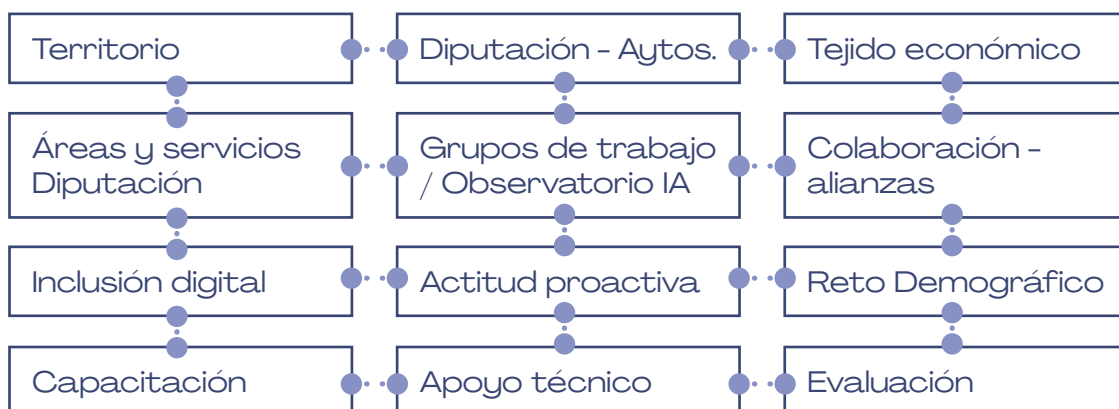 Territorio
Diputación - Aytos.
Tejido económico
Áreas y servicios
Diputación
Grupos de trabajo
/ Observatorio IA
Colaboración -
alianzas
Inclusión digital
Actitud proactiva
Reto Demográfico
Capacitación
Apoyo técnico
Evaluación